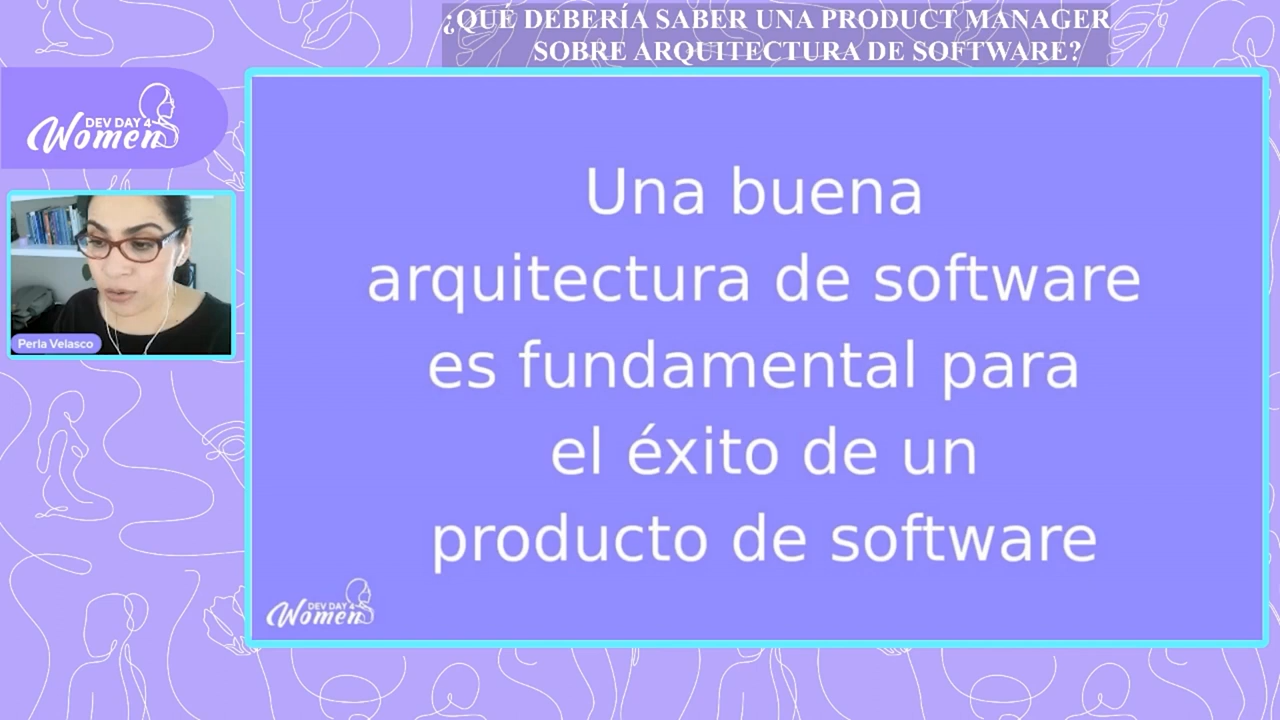 ¿QUÉ DEBERÍA SABER UNA PRODUCT MANAGER
SOBRE ARQUITECTURA DE SOFTWARE?
DEV DAY 4
Women
Perla Velasco
Una buena
arquitectura de software
es fundamental para
el éxito de un
producto de software
DEV DAY 4
Women